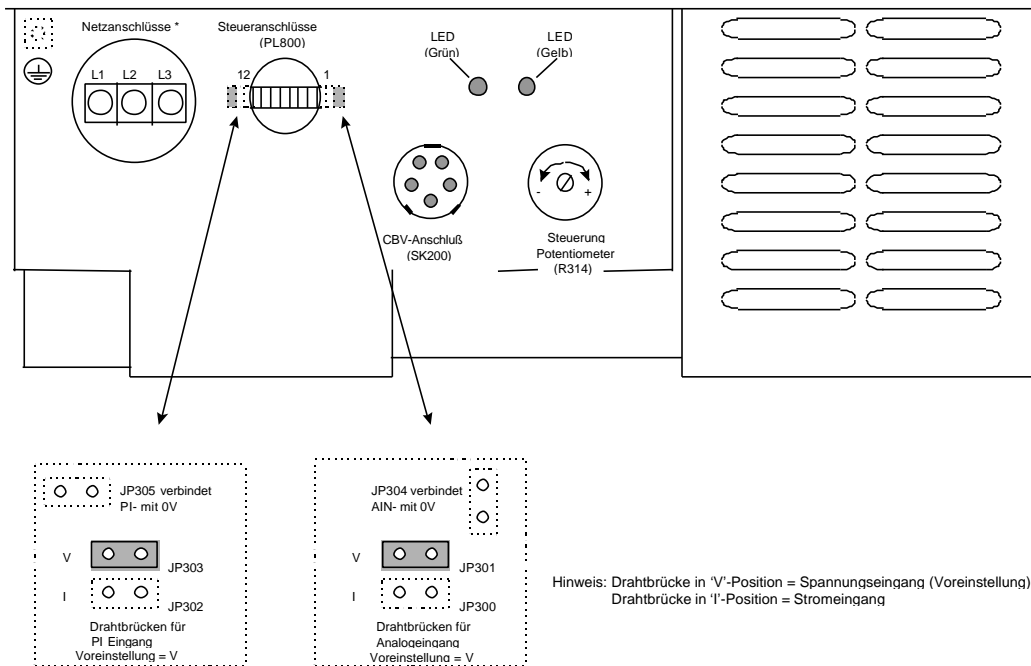 Netzanschlüsse *
Steueranschlüsse
(PL800)
LED
(Grün)
LED
(Gelb)
L1 L2 L3
12 1
- +
CBV-Anschluß
(SK200)
Steuerung
Potentiometer
(R314)
JP305 verbindet
PI- mit 0V
V
JP303
I
JP302
Drahtbrücken für
PI Eingang
Voreinstellung = V
JP304 verbindet
AIN- mit 0V
V
JP301
I
JP300
Drahtbrücken für
Analogeingang
Voreinstellung = V
Hinweis: Drahtbrücke in ‘V’-Position = Spannungseingang (Voreinstellung)
Drahtbrücke in ‘I’-Position = Stromeingang